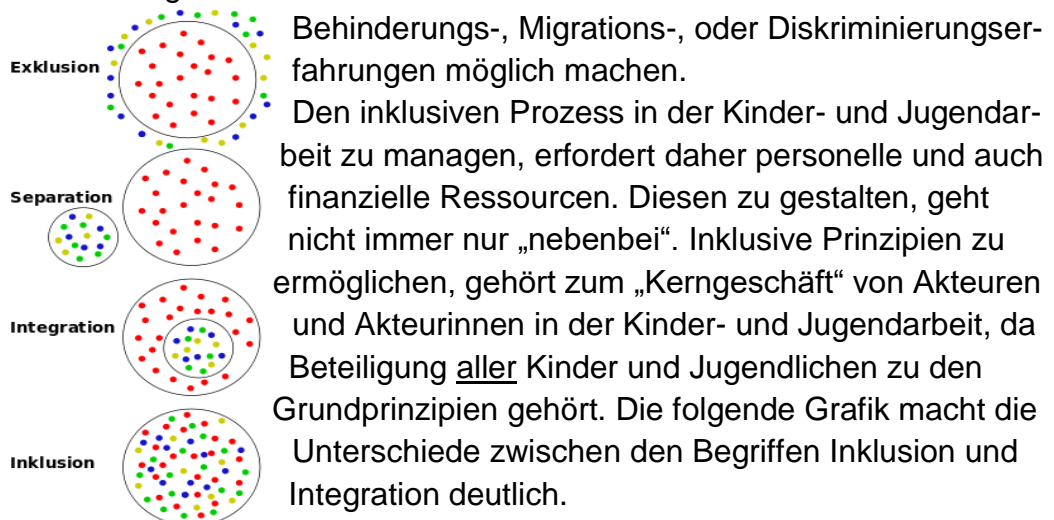 Behinderungs-, Migrations-, oder Diskriminierungser-
Exklusion
fahrungen möglich machen.
Den inklusiven Prozess in der Kinder- und Jugendar-
beit zu managen, erfordert daher personelle und auch
Separation
finanzielle Ressourcen. Diesen zu gestalten, geht
nicht immer nur „nebenbei“. Inklusive Prinzipien zu
ermöglichen, gehört zum „Kerngeschäft“ von Akteuren
Integration
und Akteurinnen in der Kinder- und Jugendarbeit, da
Beteiligung aller Kinder und Jugendlichen zu den
Grundprinzipien gehört. Die folgende Grafik macht die
Inklusion
Unterschiede zwischen den Begriffen Inklusion und
Integration deutlich.